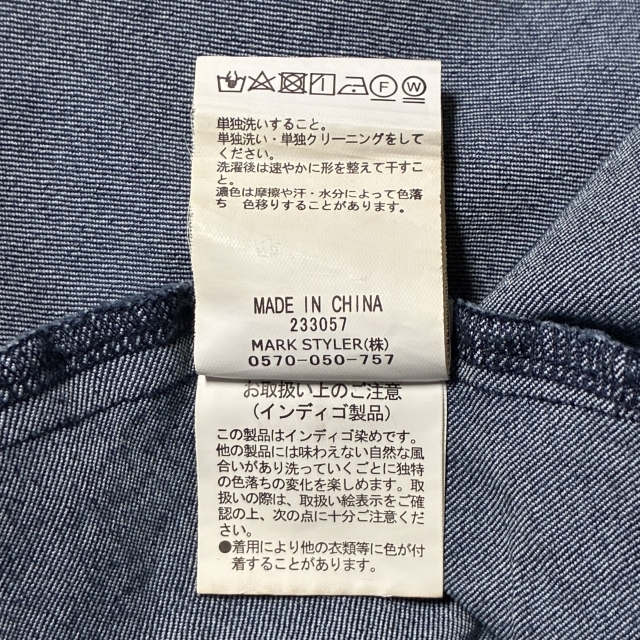 単独洗いすること。
単独洗い・単独クリーニングをして
ください。
洗濯後は速やかに形を整えて干すこ
と。
濃色は摩擦や汗・水分によって色落
ち　色移りすることがあります。
MADE IN CHINA
233057
MARK STYLER(株)
0570-050-757
お取扱い上のご注意
(インディゴ製品)
この製品はインディゴ染めです。
他の製品には味わえない自然な風
合いがあり洗っていくごとに独特
の色落ちの変化を楽しめます。取
扱いの際は、取扱い絵表示をご確
認の上、次の点に十分ご注意くださ
い。
●着用により他の衣類等に色が付
着することがあります。